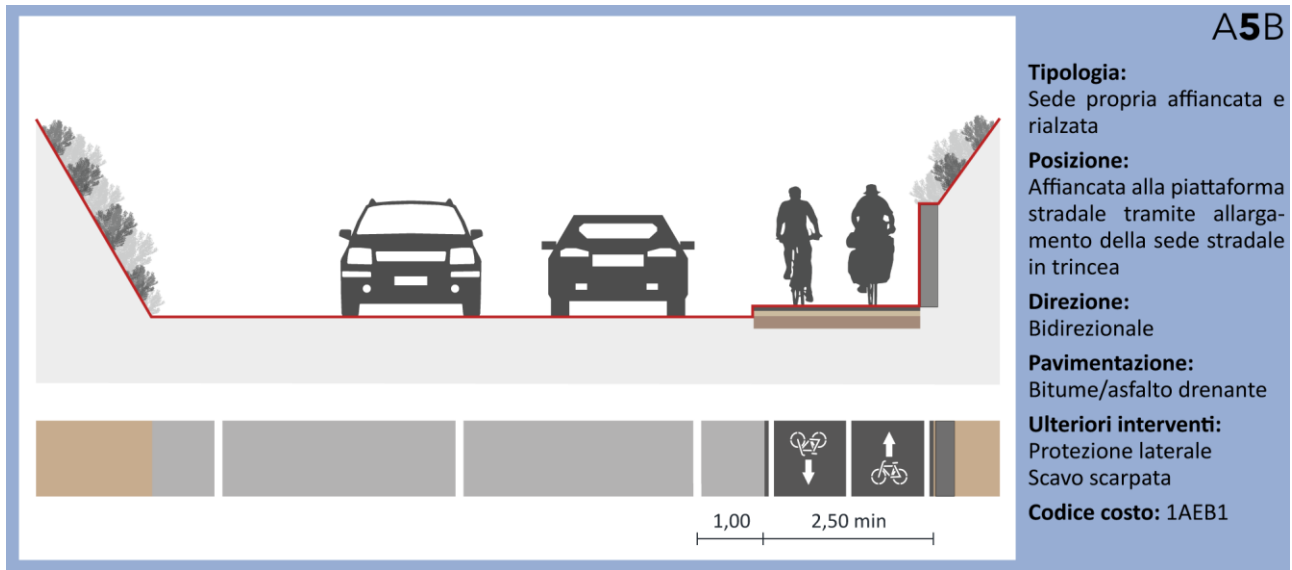 A5B
Tipologia:
Sede propria affiancata e
rialzata
Posizione:
Affiancata alla piattaforma
stradale tramite allarga-
mento della sede stradale
in trincea
Direzione:
Bidirezionale
Pavimentazione:
Bitume/asfalto drenante
Ulteriori interventi:
Protezione laterale
Scavo scarpata
Codice costo: 1AEB1
1,00
2,50 min